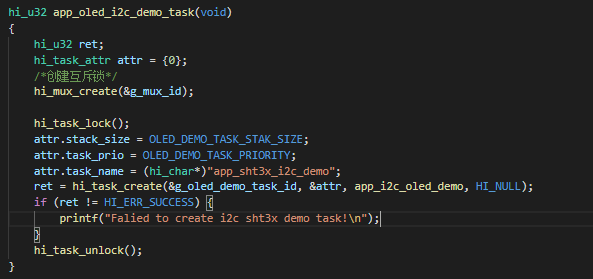 hi_u32 app_oled_i2c_demo_task(void)
{
    hi_u32 ret;
    hi_task_attr attr = {0};
    /*创建互斥锁*/
    hi_mux_create(&g_mux_id);

    hi_task_lock();
    attr.stack_size = OLED_DEMO_TASK_STAK_SIZE;
    attr.task_prio = OLED_DEMO_TASK_PRIORITY;
    attr.task_name = (hi_char*)"app_sht3x_i2c_demo";
    ret = hi_task_create(&g_oled_demo_task_id, &attr, app_i2c_oled_demo, HI_NULL);
    if (ret != HI_ERR_SUCCESS) {
        printf("Falied to create i2c sht3x demo task!\n");
    }
    hi_task_unlock();
}